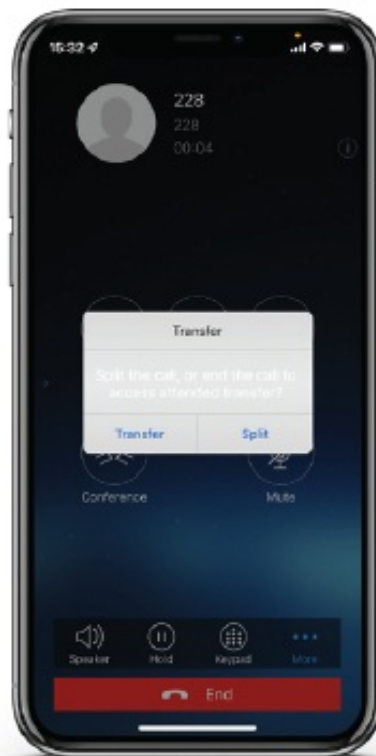 15:32
228
228
00:04
Transfer
Split the call, or end the call to
access attended transfer?
Transfer
Split
Conference
Mute
Speaker
Hold
Keypad
More
End